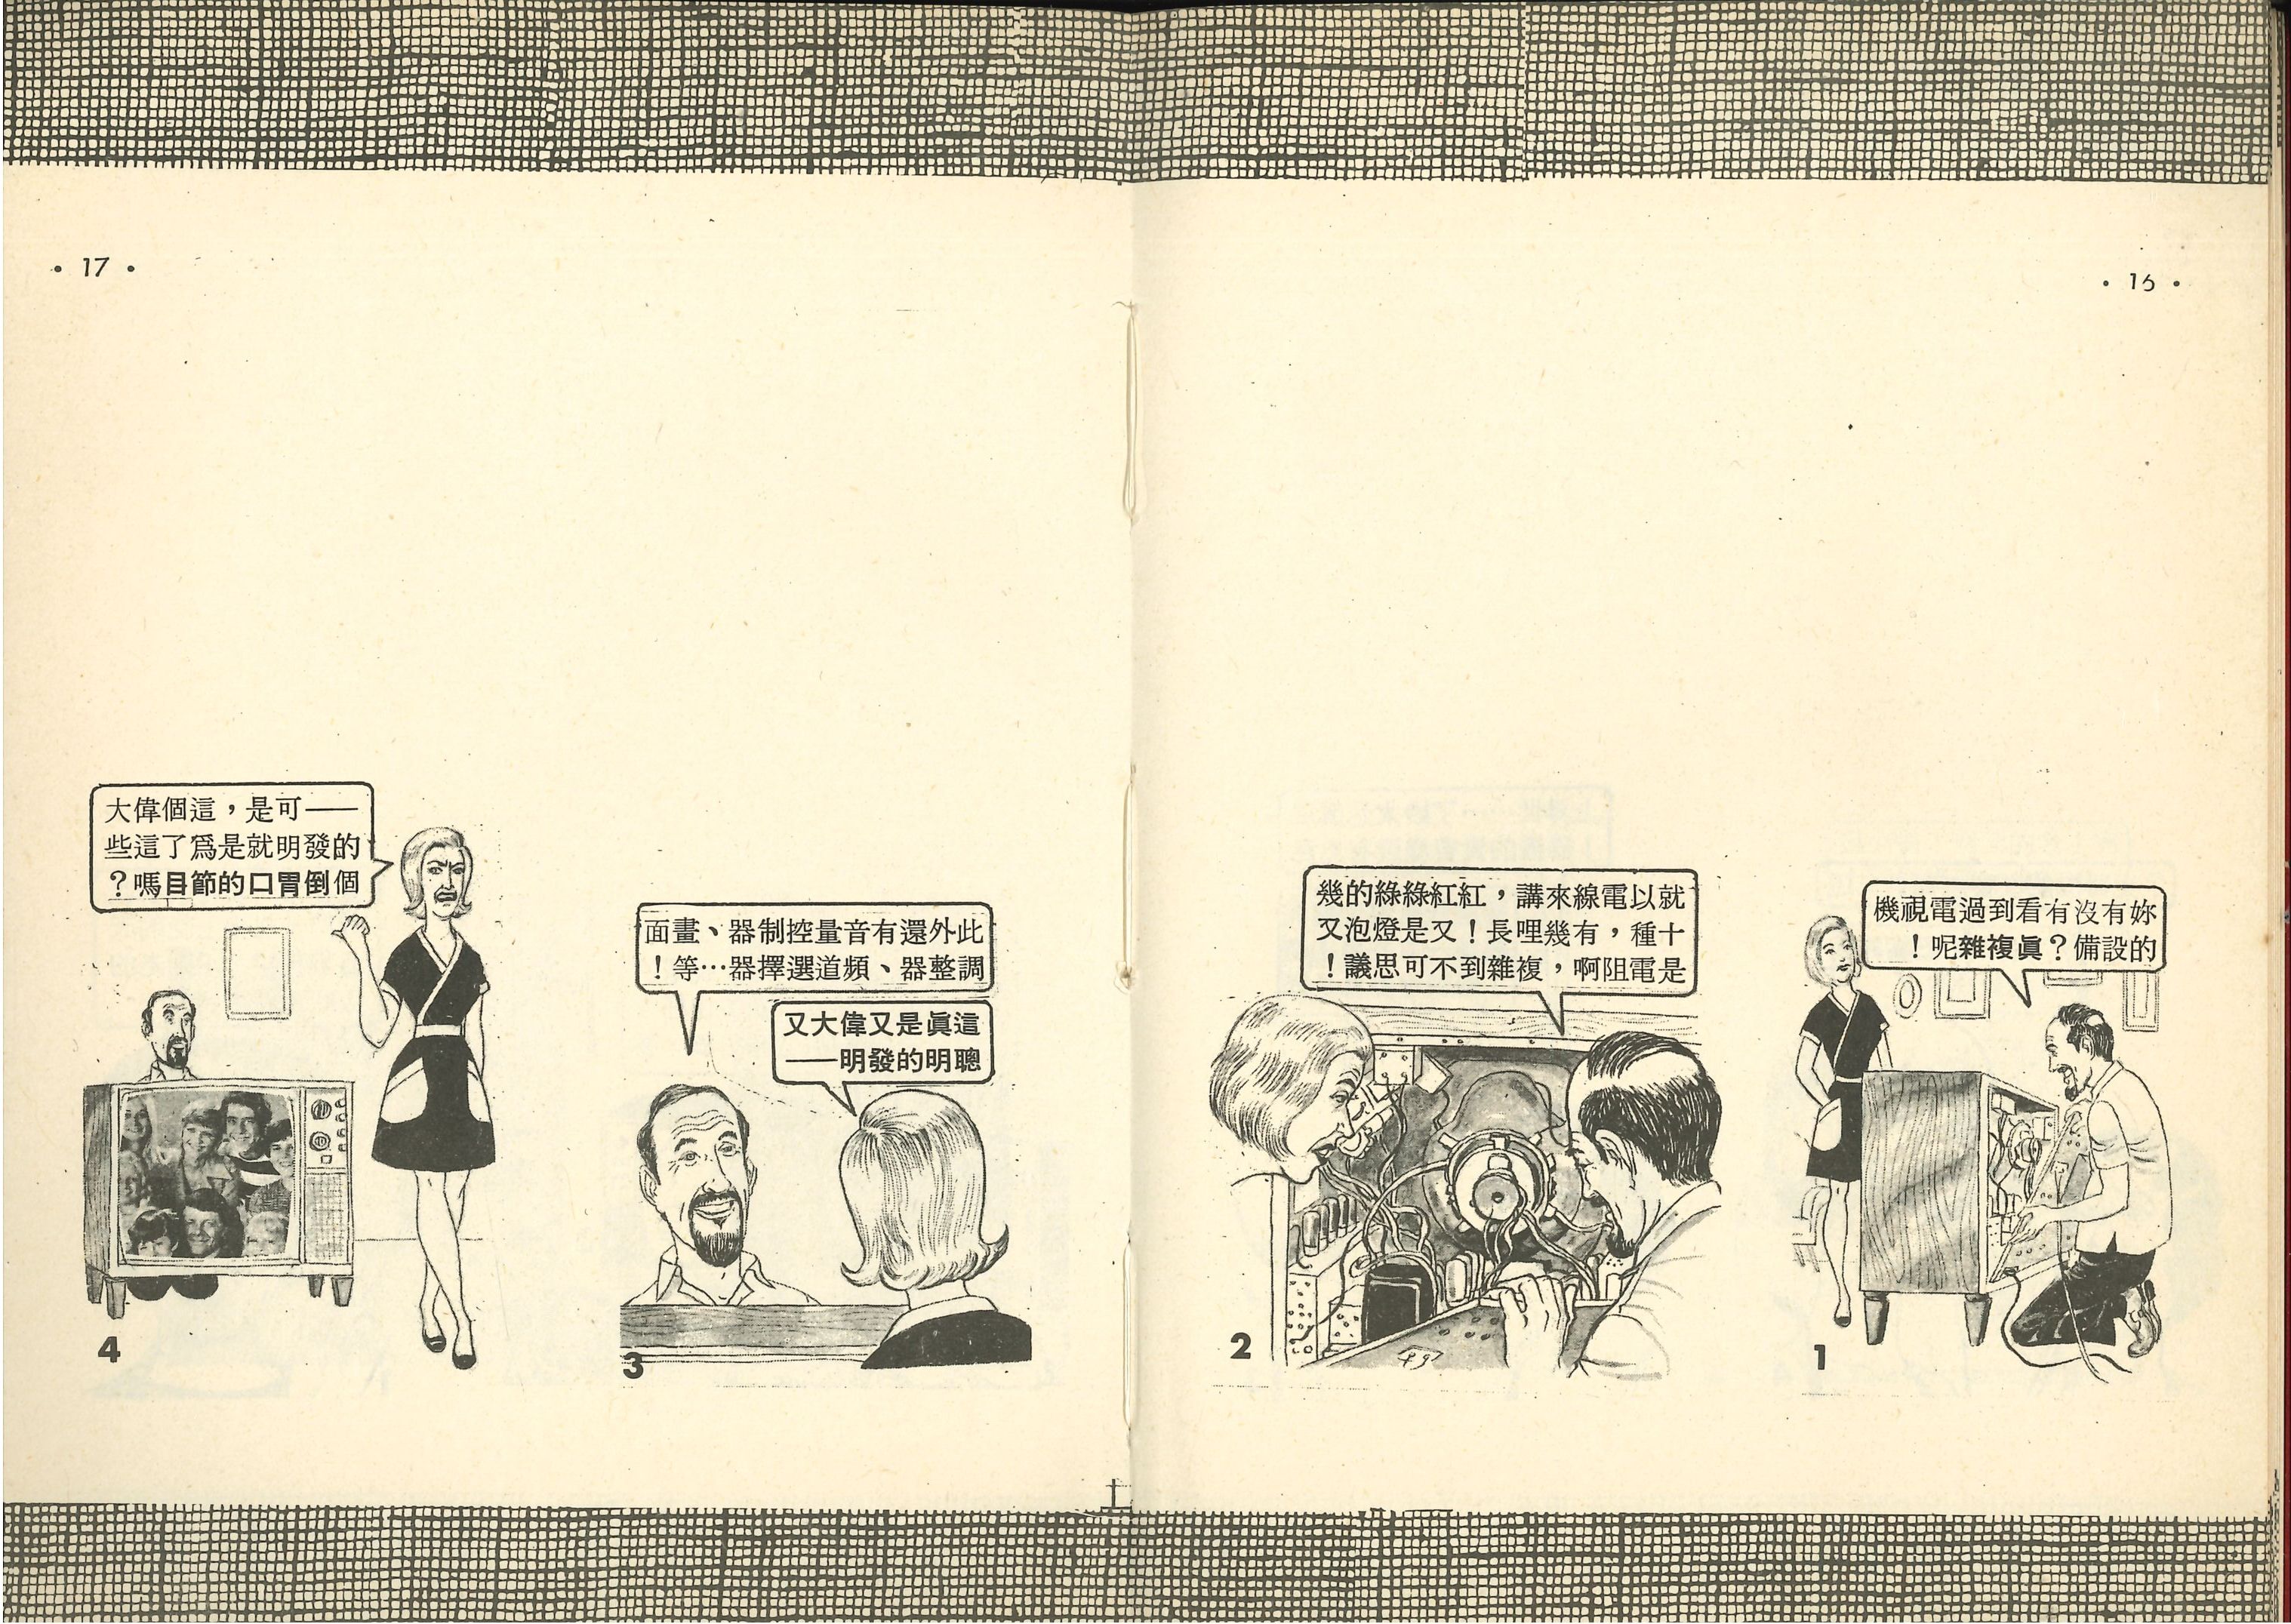 • 16 •
妳有沒有看到過電視機
的設備？眞複雜呢！
1
就以電線來講，紅紅綠綠的幾
十種，有幾哩長！又是燈泡又
是電阻啊，複雜到不可思議！
2
• 17 •
此外還有音量控制器、畫面
調整器、頻道選擇器…等！
這眞是又偉大又
聰明的發明——
3
——可是，這個偉大
的發明就是爲了這些
個倒胃口的節目嗎？
4